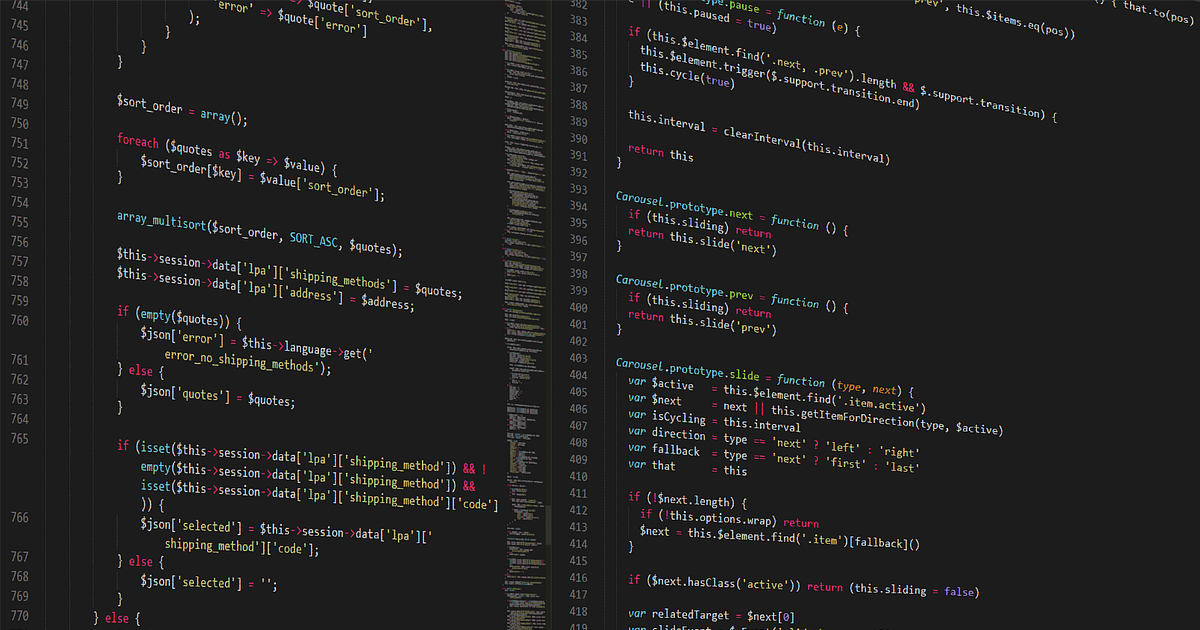 744
'error' => $quote['sort_order'],
745
$quote['error']
);
746
}
747
}
748
}
749
$sort_order = array();
750
751
foreach ($quotes as $key => $value) {
752
$sort_order[$key] = $value['sort_order'];
753
}
754
755
array_multisort($sort_order, SORT_ASC, $quotes);
756
757
$this->session->data['lpa']['shipping_methods'] = $quotes;
758
$this->session->data['lpa']['address'] = $address;
759
760
if (empty($quotes)) {
$json['error'] = $this->language->get('
761
error_no_shipping_methods');
762
} else {
763
$json['quotes'] = $quotes;
764
}
765
if (isset($this->session->data['lpa']['shipping_method']) && !
empty($this->session->data['lpa']['shipping_method']) &&
isset($this->session->data['lpa']['shipping_method']['code']
)) {
766
$json['selected'] = $this->session->data['lpa']['
shipping_method']['code'];
767
} else {
768
$json['selected'] = '';
769
}
770
} else {
382
383
|| (this.paused = true)
.pause = function (e) {
prev', this.$items.eq(pos))
{ that.to(pos)
384
385
if (this.$element.find('.next, .prev').length && $.support.transition) {
386
this.$element.trigger($.support.transition.end)
387
this.cycle(true)
388
}
389
390
this.interval = clearInterval(this.interval)
391
392
return this
393
}
394
395
Carousel.prototype.next = function () {
396
if (this.sliding) return
397
return this.slide('next')
398
}
399
400
Carousel.prototype.prev = function () {
401
if (this.sliding) return
402
return this.slide('prev')
403
}
404
405
Carousel.prototype.slide = function (type, next) {
406
var $active = this.$element.find('.item.active')
407
var $next = next || this.getItemForDirection(type, $active)
408
var isCycling = this.interval
409
var direction = type == 'next' ? 'left' : 'right'
410
var fallback = type == 'next' ? 'first' : 'last'
411
var that = this
412
413
if (!$next.length) {
414
if (!this.options.wrap) return
415
$next = this.$element.find('.item')[fallback]()
416
}
417
if ($next.hasClass('active')) return (this.sliding = false)
418
419
var relatedTarget = $next[0]